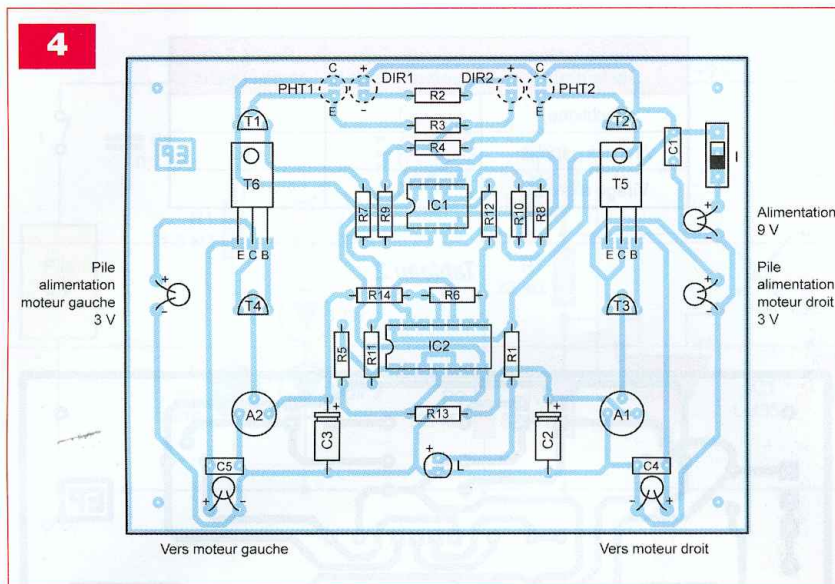 4
C + DIR1 DIR2 + C
PHT1 PHT2
E - R2 - E
T1 R3 T2
R4 C1 I
EP
T6 IC1 T5
R7 R9 R12 R10 R8
Alimentation
9 V
+
-
E C B E C B
Pile
alimentation
moteur gauche
3 V
+
-
Pile
alimentation
moteur droit
3 V
+
-
R14 R6
T4 T3
R5 R11 IC2 R1
A2 C3 + R13 C2 + A1
C5 + L C4
+ - - +
Vers moteur gauche
Vers moteur droit